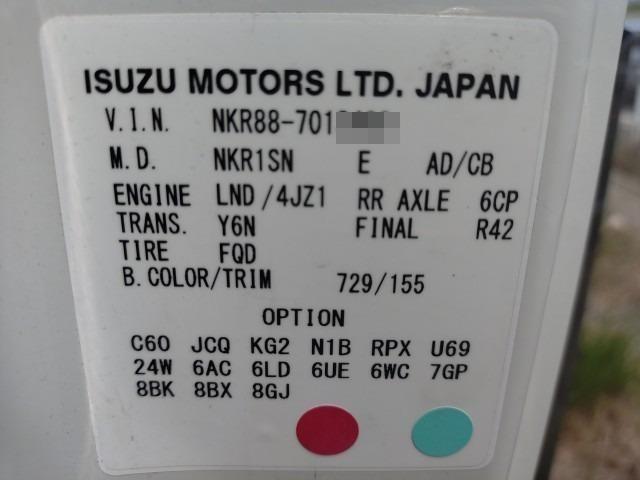 ISUZU MOTORS LTD. JAPAN
V.I.N. NKR88-701
M.D. NKR1SN E AD/CB
ENGINE LND/4JZ1 RR AXLE 6CP
TRANS. Y6N FINAL R42
TIRE FQD
B.COLOR/TRIM 729/155
OPTION
C60 JCQ KG2 N1B RPX U69
24W 6AC 6LD 6UE 6WC 7GP
8BK 8BX 8GJ